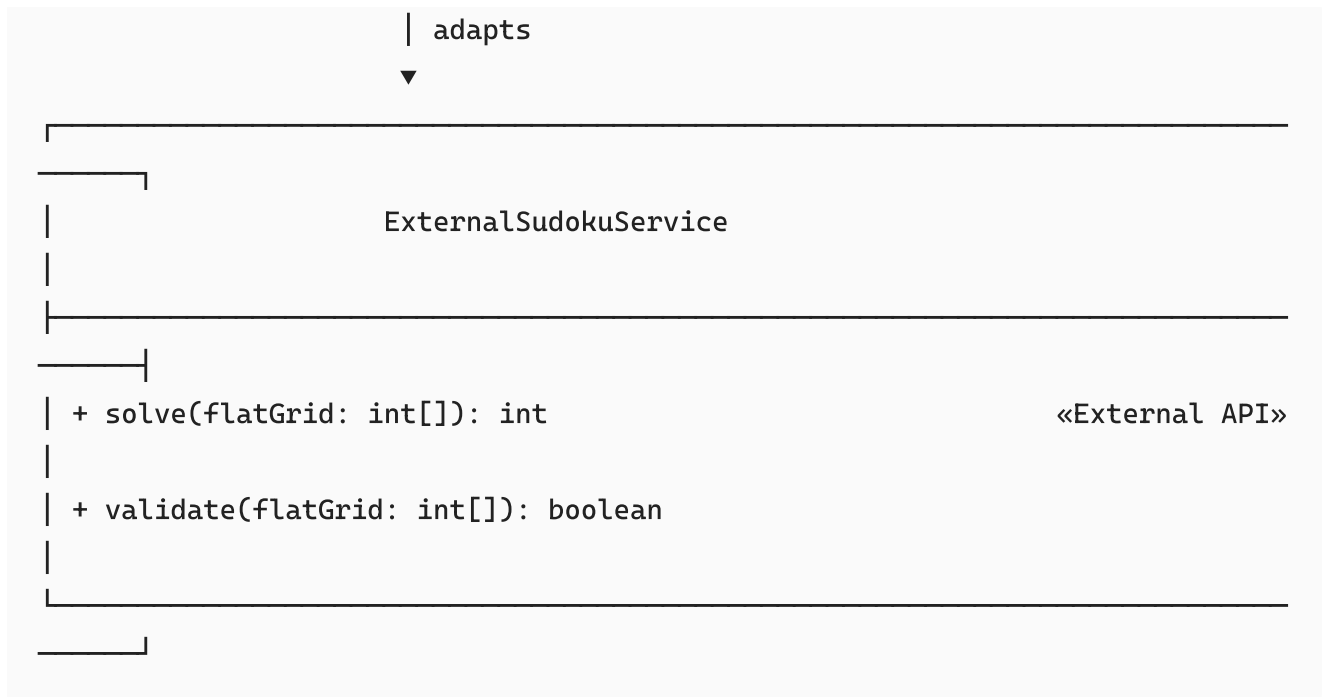 │ adapts
▼
┌────────────────────────────────────────────────────────────────────────────
───────┐
│                    ExternalSudokuService
│
├────────────────────────────────────────────────────────────────────────────
───────┤
│ + solve(flatGrid: int[]): int                               «External API»
│
│ + validate(flatGrid: int[]): boolean
│
└────────────────────────────────────────────────────────────────────────────
───────┘